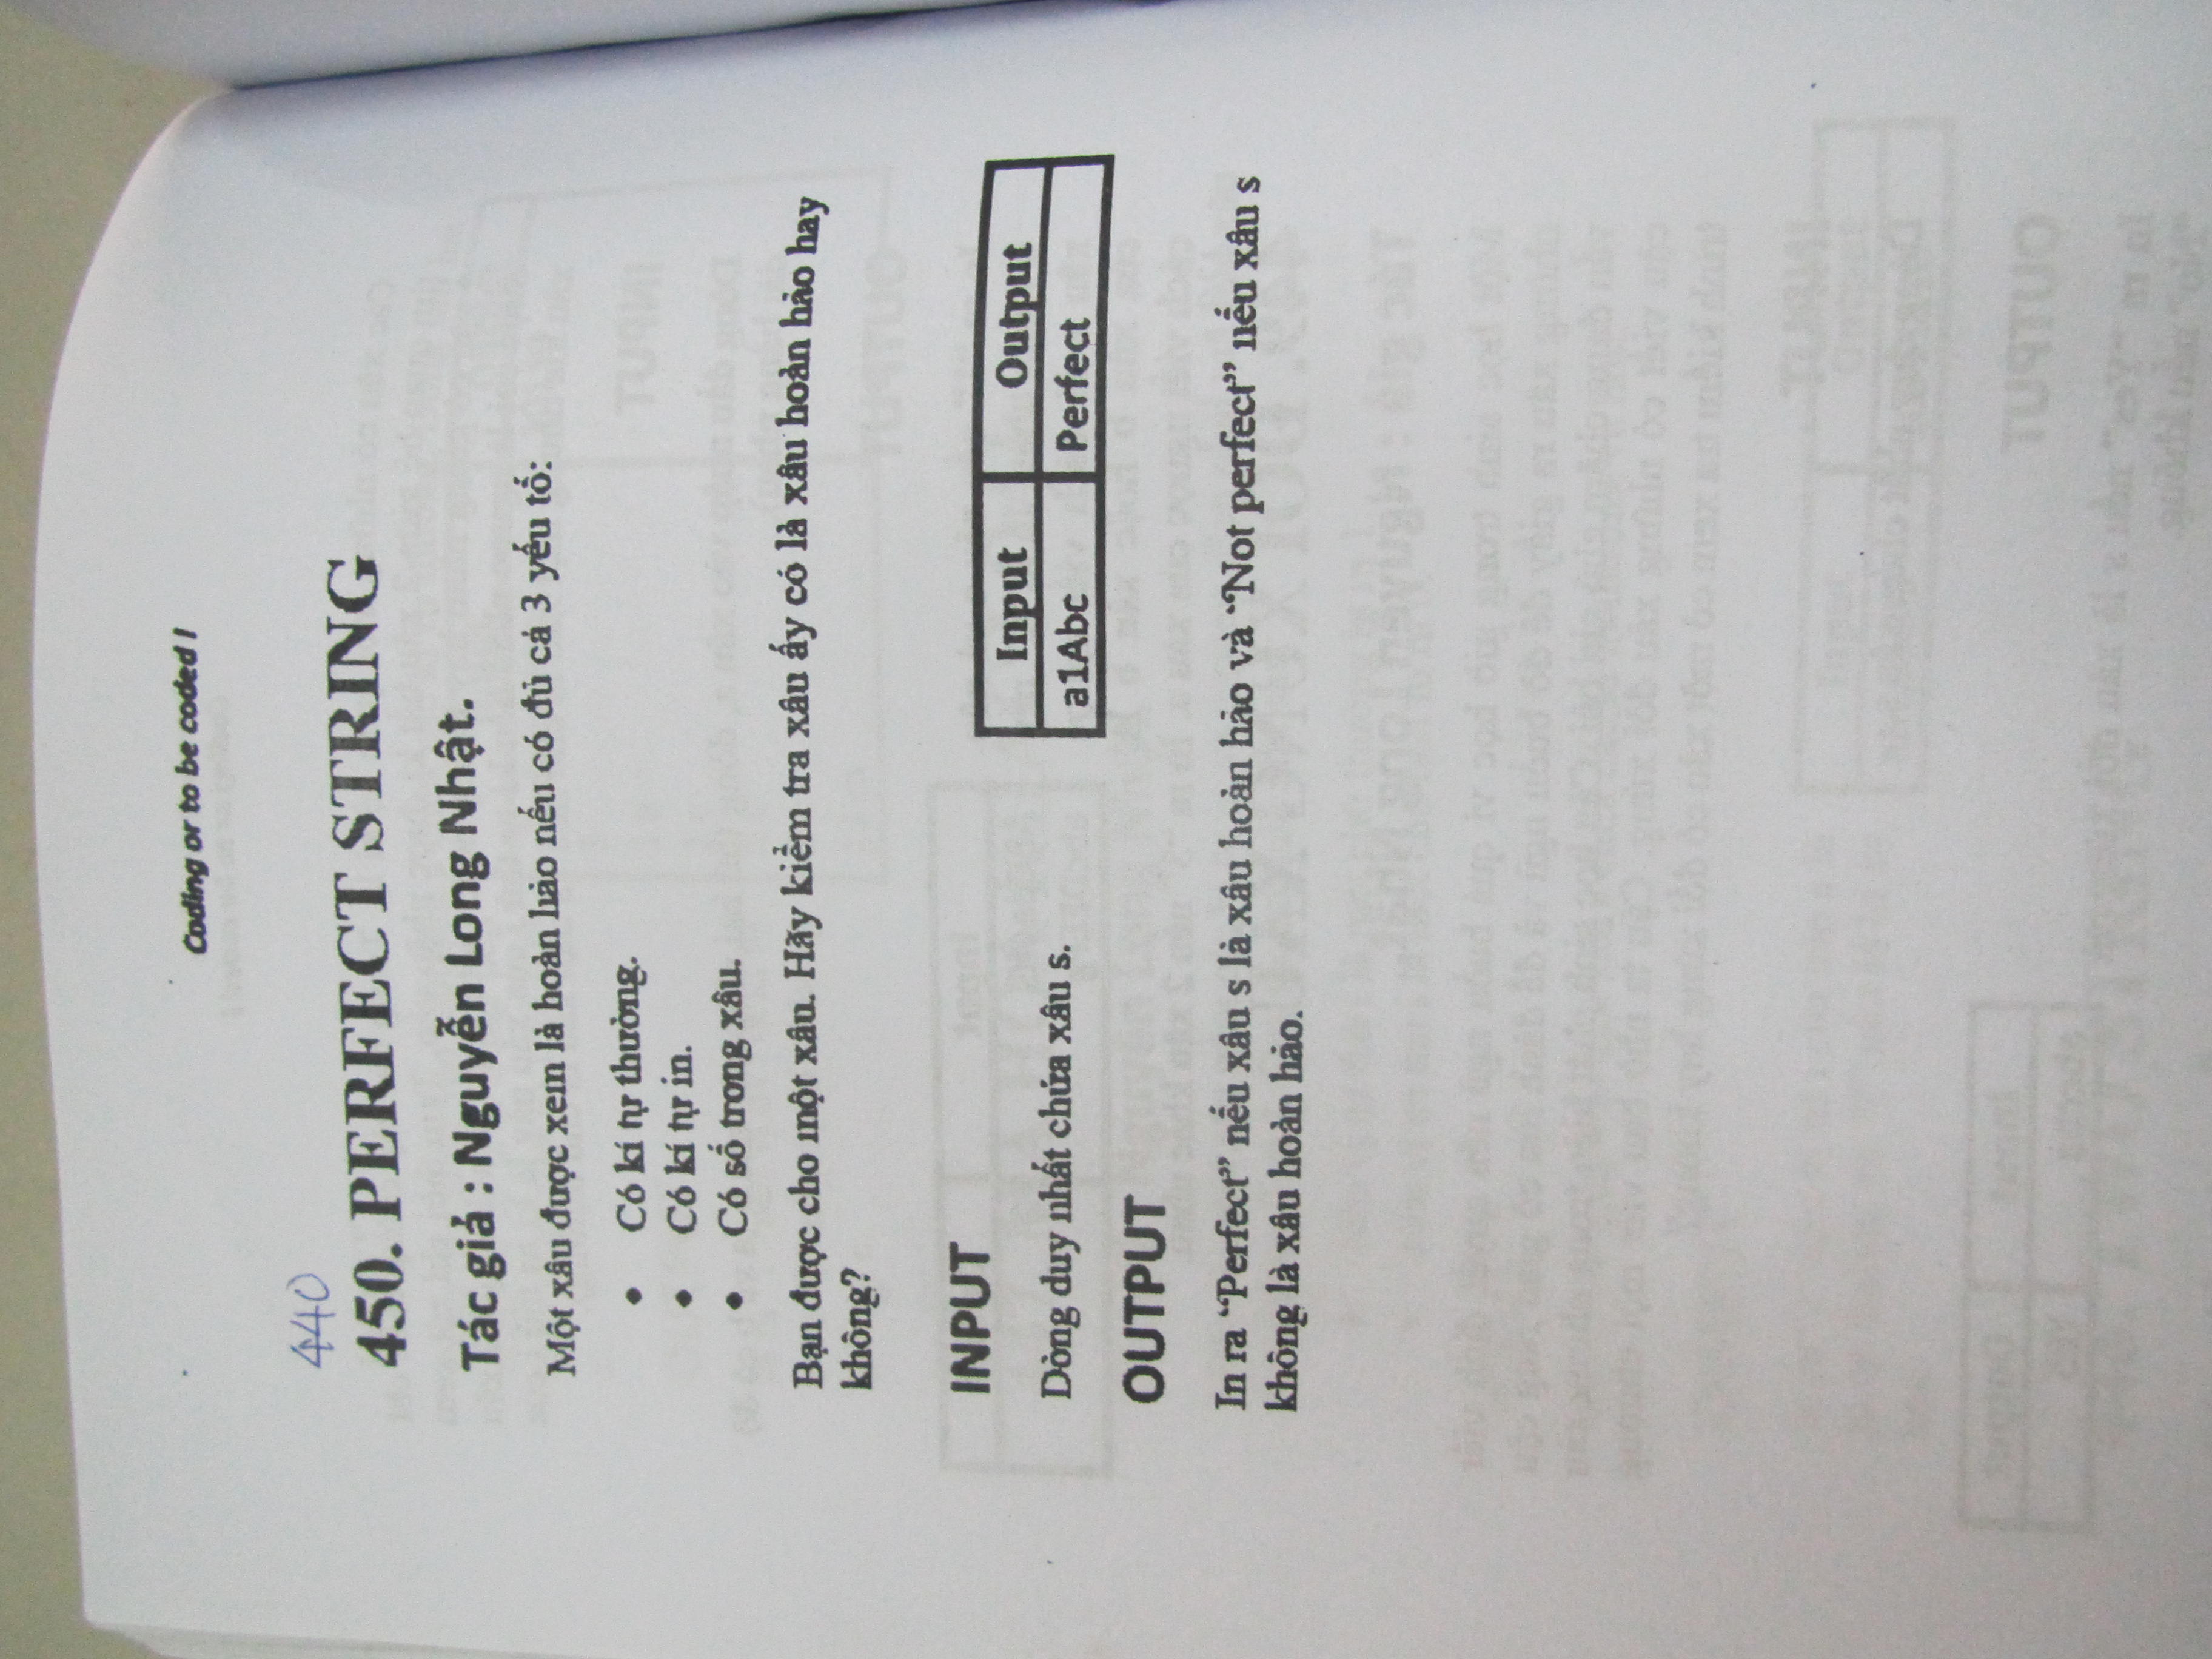 Coding or to be coded !
440
450. PERFECT STRING
Tác giả : Nguyễn Long Nhật.
Một xâu được xem là hoàn hảo nếu có đủ cả 3 yếu tố:
• Có kí tự thường.
• Có kí tự in.
• Có số trong xâu.
Bạn được cho một xâu. Hãy kiểm tra xâu ấy có là xâu hoàn hảo hay
không?
INPUT
Dòng duy nhất chứa xâu s.
Input Output
a1Abc Perfect
OUTPUT
In ra “Perfect” nếu xâu s là xâu hoàn hảo và “Not perfect” nếu xâu s
không là xâu hoàn hảo.